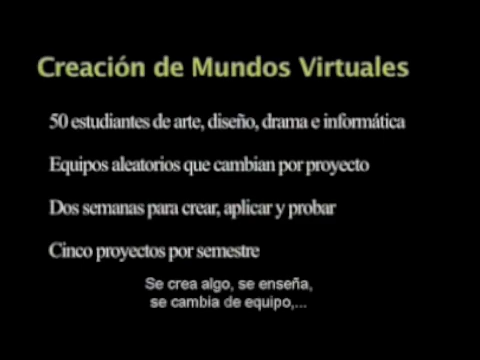 Creación de Mundos Virtuales
50 estudiantes de arte, diseño, drama e informática
Equipos aleatorios que cambian por proyecto
Dos semanas para crear, aplicar y probar
Cinco proyectos por semestre
Se crea algo, se enseña,
se cambia de equipo,...